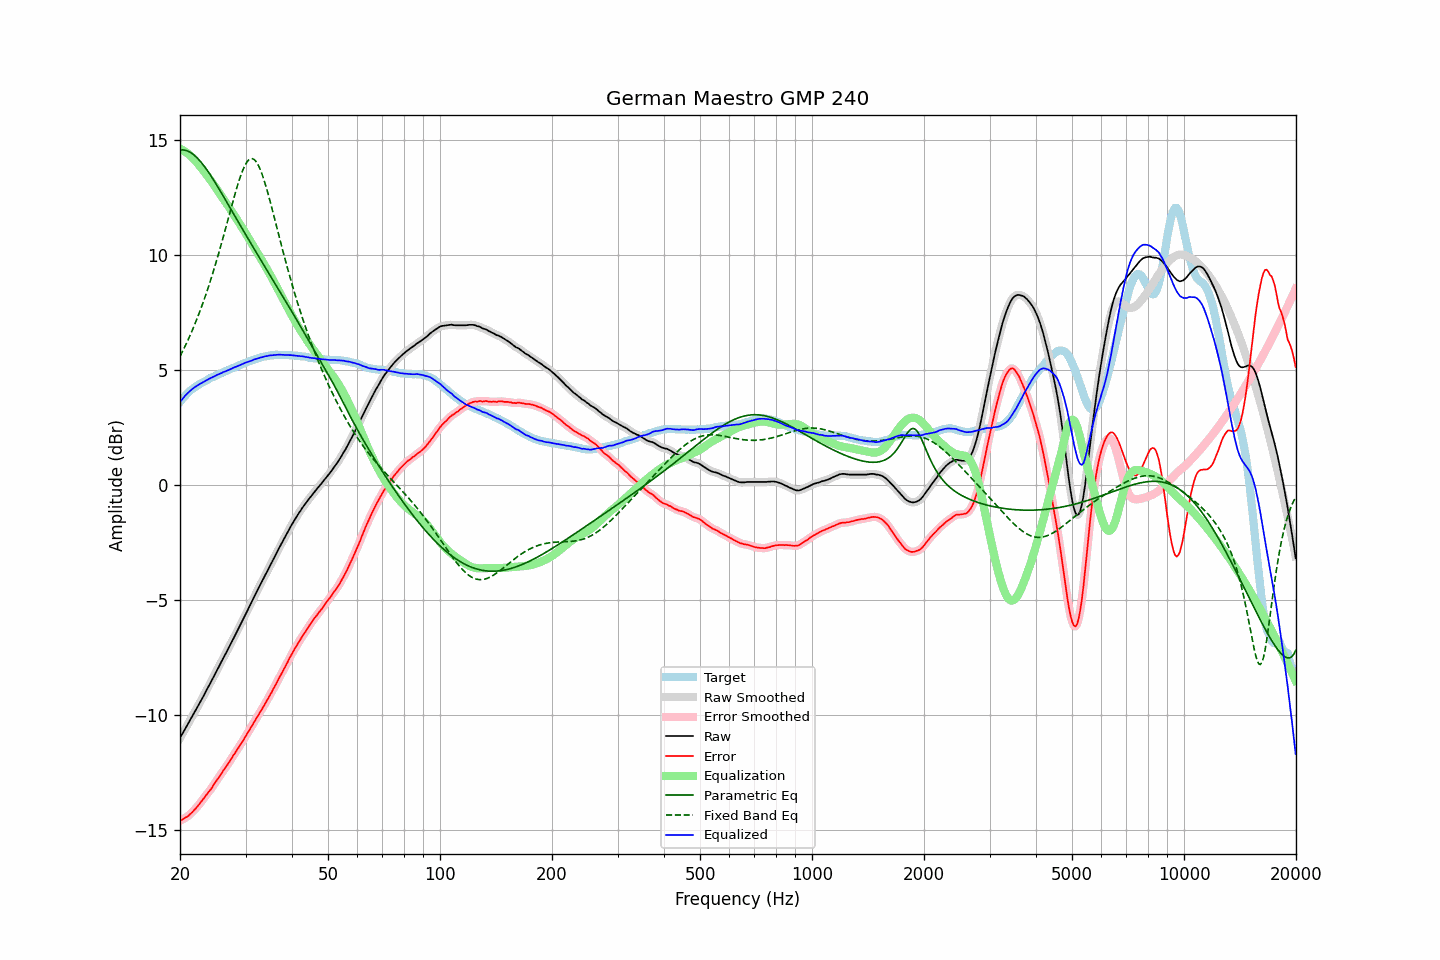 German Maestro GMP 240
Amplitude (dBr)
15
10
5
0
−5
−10
−15
Target
Raw Smoothed
Error Smoothed
Raw
Error
Equalization
Parametric Eq
Fixed Band Eq
Equalized
20 50 100 200 500 1000 2000 5000 10000 20000
Frequency (Hz)